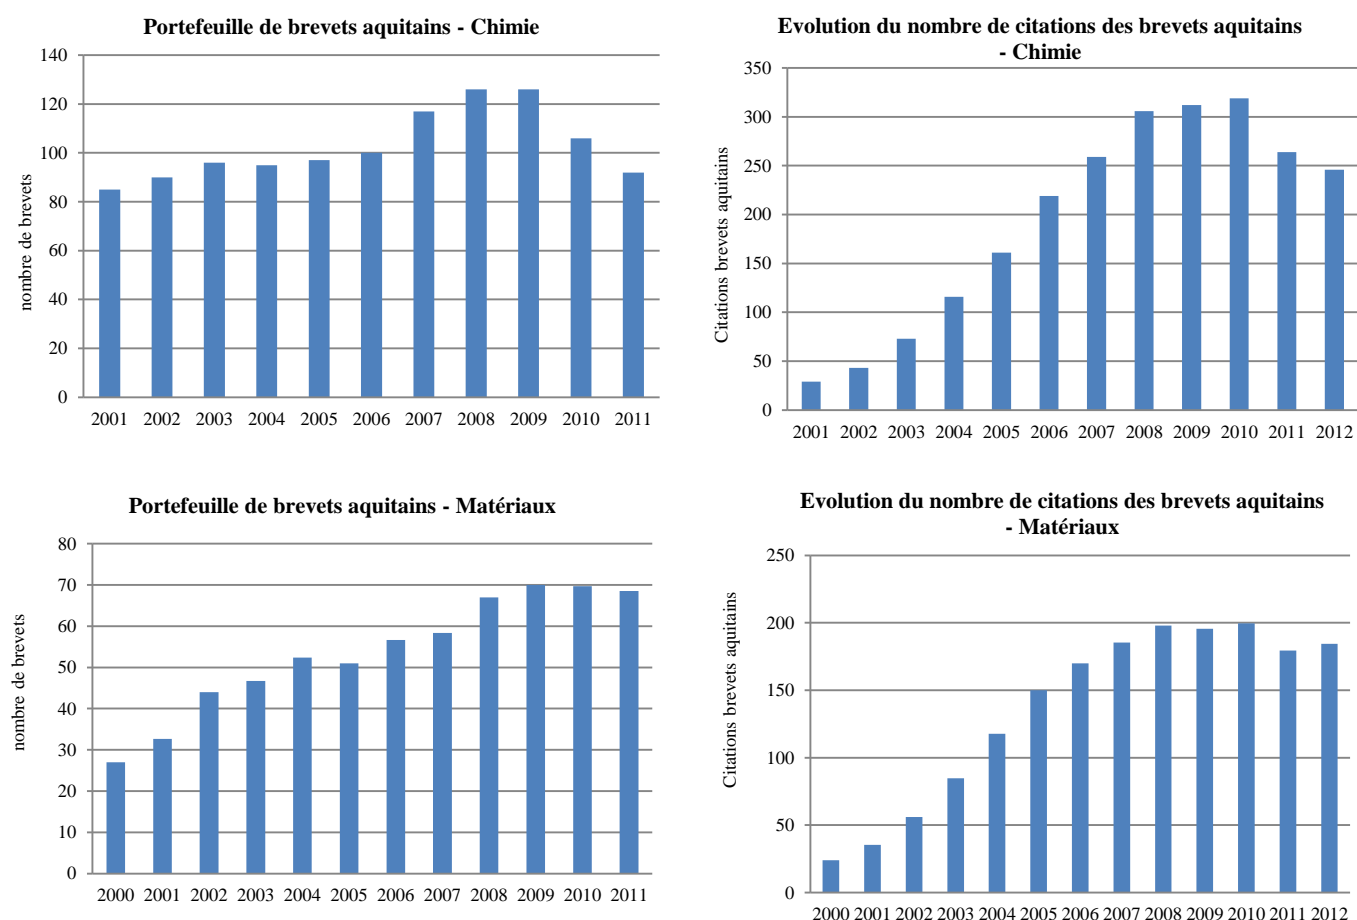 Portefeuille de brevets aquitains - Chimie
140
120
100
80
60
40
20
0
nombre de brevets
2001 2002 2003 2004 2005 2006 2007 2008 2009 2010 2011
Evolution du nombre de citations des brevets aquitains
- Chimie
350
300
250
200
150
100
50
0
Citations brevets aquitains
2001 2002 2003 2004 2005 2006 2007 2008 2009 2010 2011 2012
Portefeuille de brevets aquitains - Matériaux
80
70
60
50
40
30
20
10
0
nombre de brevets
2000 2001 2002 2003 2004 2005 2006 2007 2008 2009 2010 2011
Evolution du nombre de citations des brevets aquitains
- Matériaux
250
200
150
100
50
0
Citations brevets aquitains
2000 2001 2002 2003 2004 2005 2006 2007 2008 2009 2010 2011 2012